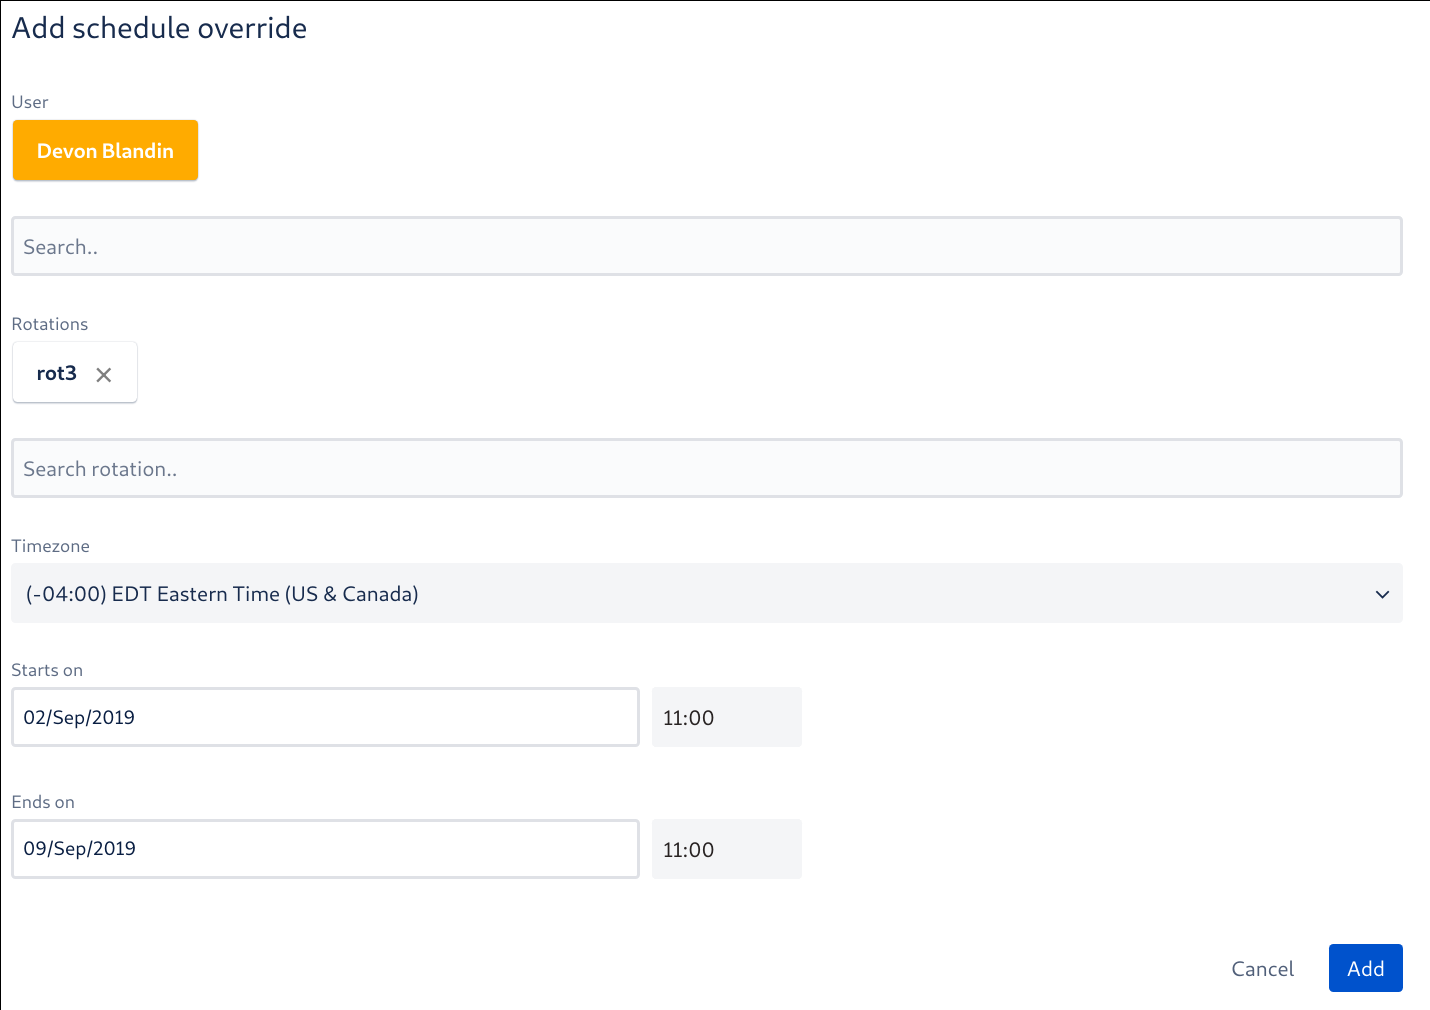 Add schedule override
User
Devon Blandin
Search..
Rotations
rot3
Search rotation..
Timezone
(-04:00) EDT Eastern Time (US & Canada)
Starts on
02/Sep/2019 11:00
Ends on
09/Sep/2019 11:00
Cancel Add